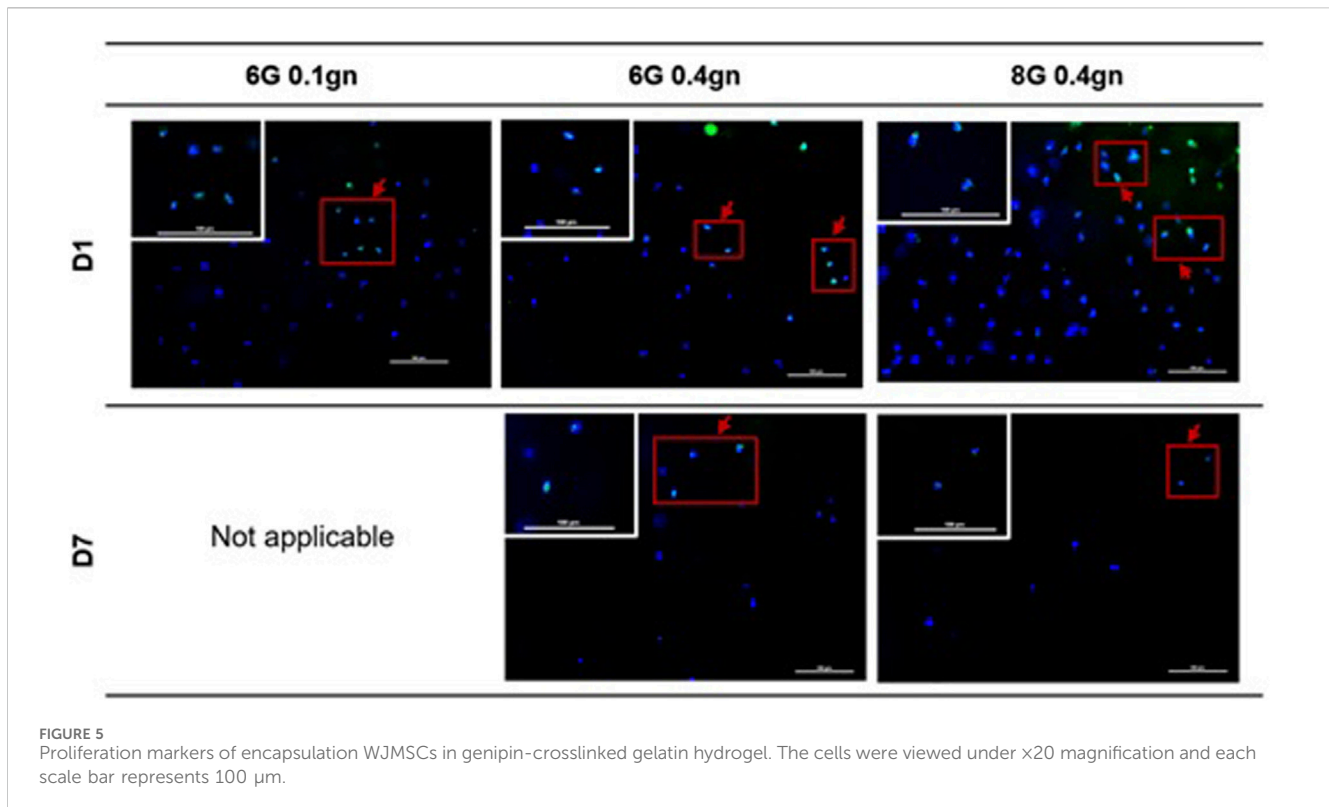 6G 0.1gn 6G 0.4gn 8G 0.4gn
D1
D7
Not applicable
FIGURE 5
Proliferation markers of encapsulation WJMSCs in genipin-crosslinked gelatin hydrogel. The cells were viewed under ×20 magnification and each
scale bar represents 100 µm.